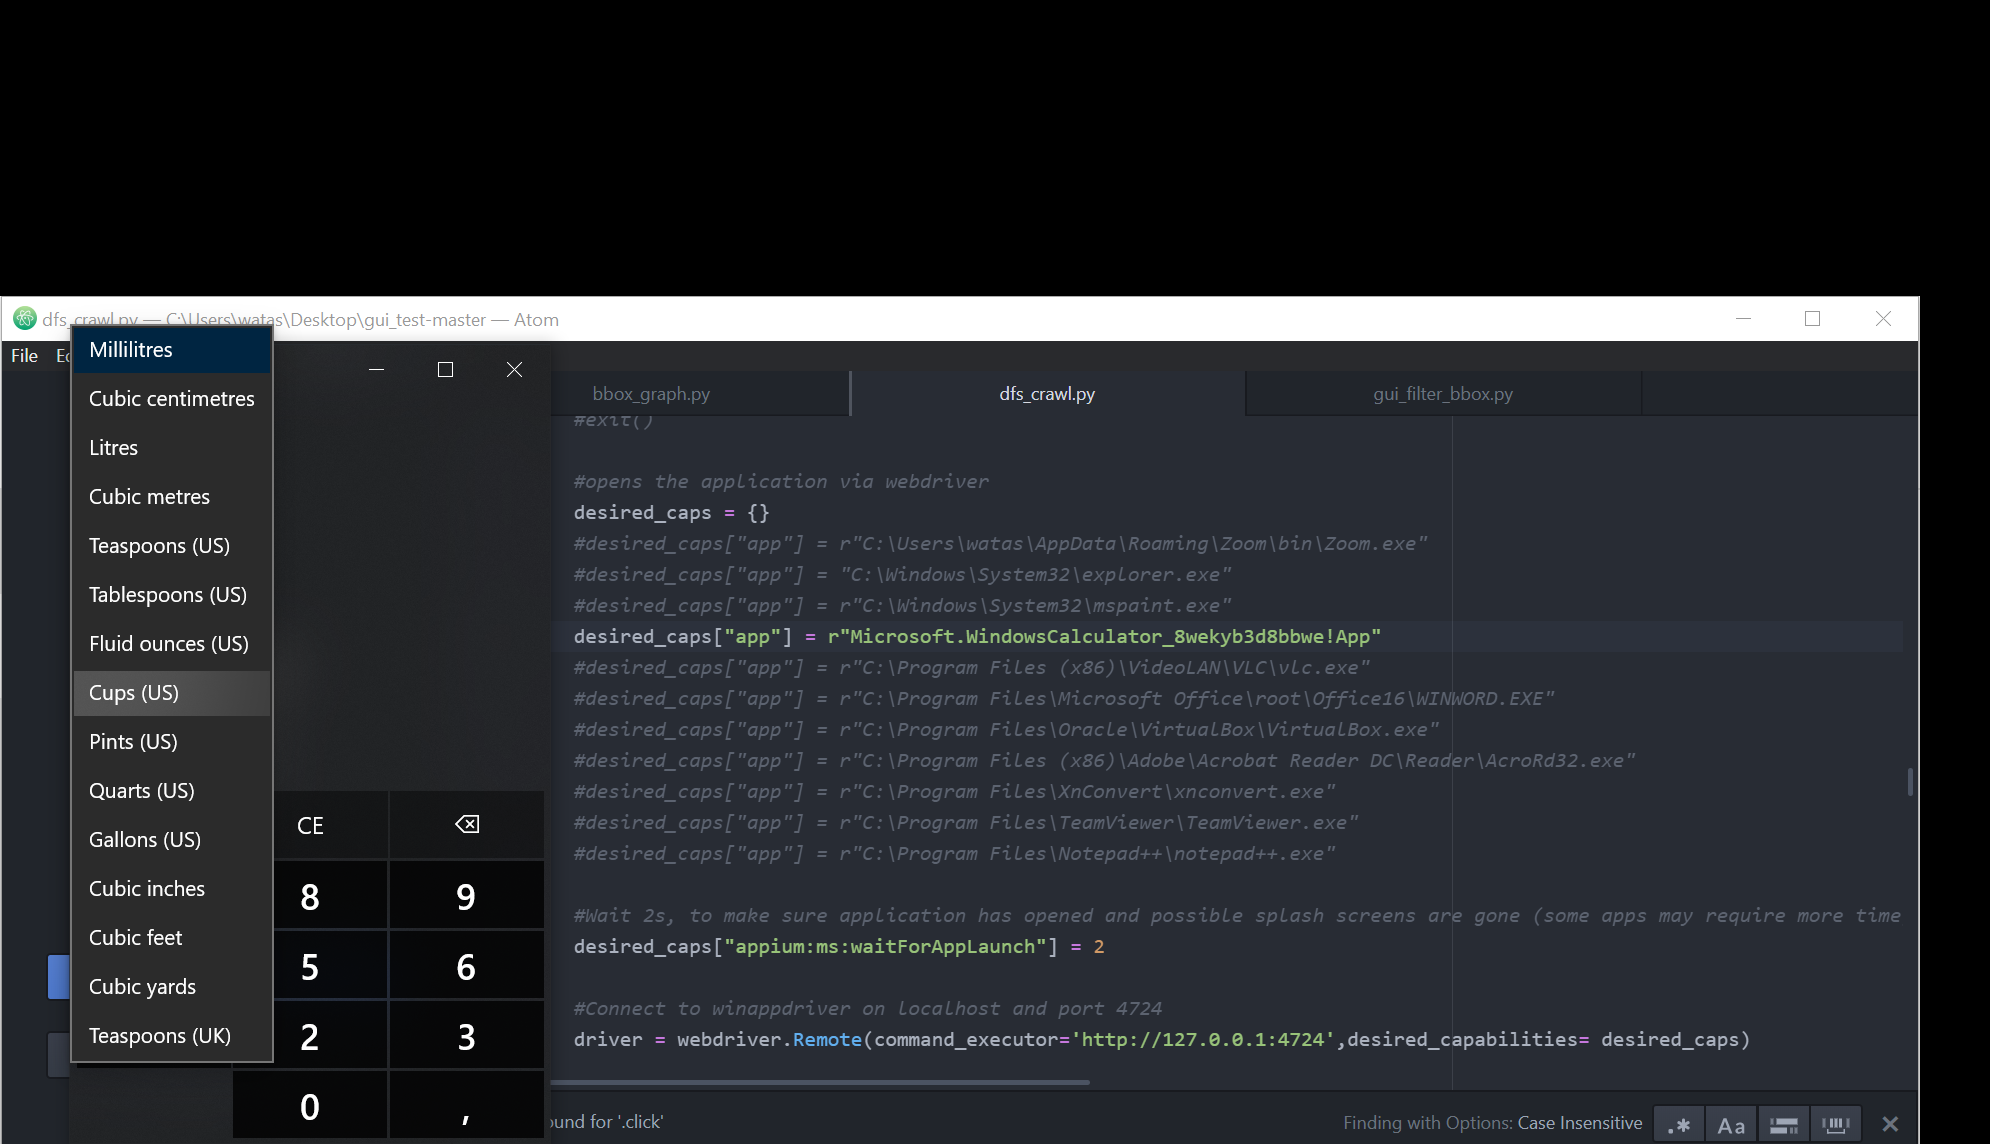 dfs_crawl.py — C:\Users\watas\Desktop\gui_test-master — Atom
File
Millilitres
Cubic centimetres
Litres
Cubic metres
Teaspoons (US)
Tablespoons (US)
Fluid ounces (US)
Cups (US)
Pints (US)
Quarts (US)
Gallons (US)
Cubic inches
Cubic feet
Cubic yards
Teaspoons (UK)
CE
8 9
5 6
2 3
0 ,
bbox_graph.py dfs_crawl.py gui_filter_bbox.py
#exit()
#opens the application via webdriver
desired_caps = {}
#desired_caps["app"] = r"C:\Users\watas\AppData\Roaming\Zoom\bin\Zoom.exe"
#desired_caps["app"] = "C:\Windows\System32\explorer.exe"
#desired_caps["app"] = r"C:\Windows\System32\mspaint.exe"
desired_caps["app"] = r"Microsoft.WindowsCalculator_8wekyb3d8bbwe!App"
#desired_caps["app"] = r"C:\Program Files (x86)\VideoLAN\VLC\vlc.exe"
#desired_caps["app"] = r"C:\Program Files\Microsoft Office\root\Office16\WINWORD.EXE"
#desired_caps["app"] = r"C:\Program Files\Oracle\VirtualBox\VirtualBox.exe"
#desired_caps["app"] = r"C:\Program Files (x86)\Adobe\Acrobat Reader DC\Reader\AcroRd32.exe"
#desired_caps["app"] = r"C:\Program Files\XnConvert\xnconvert.exe"
#desired_caps["app"] = r"C:\Program Files\TeamViewer\TeamViewer.exe"
#desired_caps["app"] = r"C:\Program Files\Notepad++\notepad++.exe"
#Wait 2s, to make sure application has opened and possible splash screens are gone (some apps may require more time
desired_caps["appium:ms:waitForAppLaunch"] = 2
#Connect to winappdriver on localhost and port 4724
driver = webdriver.Remote(command_executor='http://127.0.0.1:4724',desired_capabilities= desired_caps)
ound for '.click'
Finding with Options: Case Insensitive
.* Aa